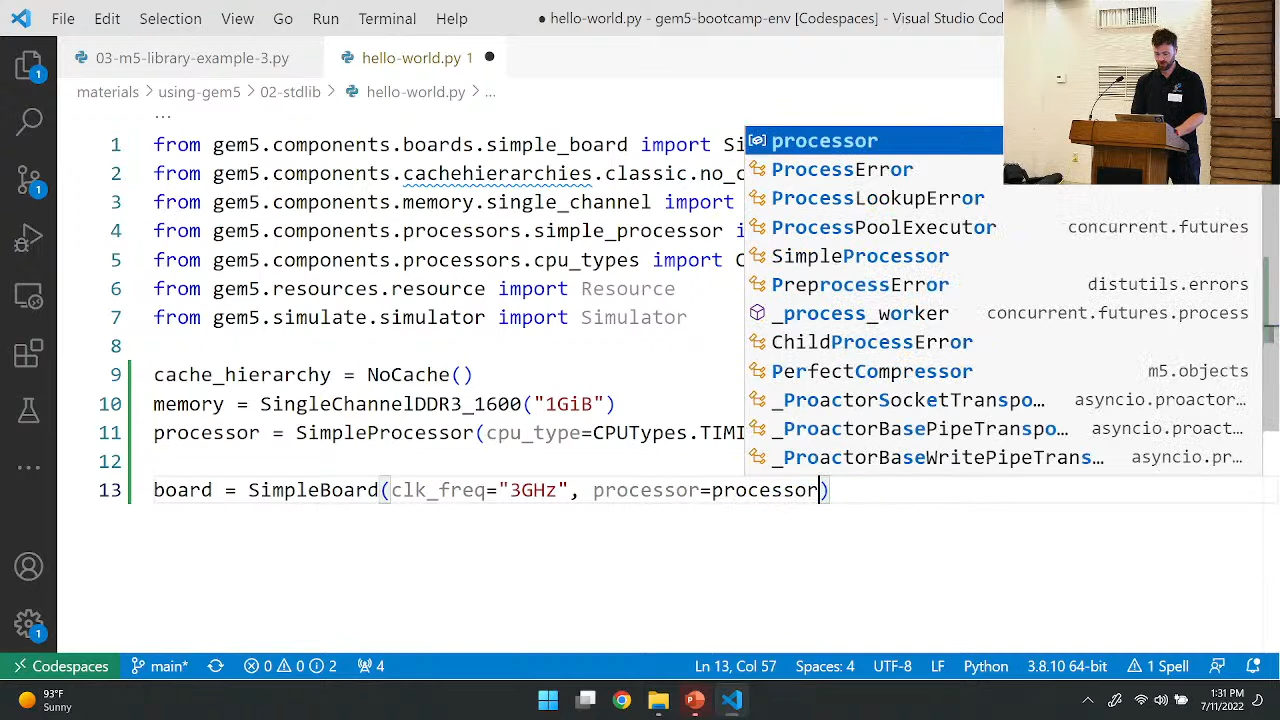 File Edit Selection View Go Run Terminal Help
● hello-world.py - gem5-bootcamp-env [Codespaces] - Visual Studio Cod
03-m5-library-example-3.py
hello-world.py 1 ●
materials > using-gem5 > 02-stdlib > hello-world.py > ...
...
1 from gem5.components.boards.simple_board import Si
2 from gem5.components.cachehierarchies.classic.no_c
3 from gem5.components.memory.single_channel import
4 from gem5.components.processors.simple_processor i
5 from gem5.components.processors.cpu_types import C
6 from gem5.resources.resource import Resource
7 from gem5.simulate.simulator import Simulator
8
9 cache_hierarchy = NoCache()
10 memory = SingleChannelDDR3_1600("1GiB")
11 processor = SimpleProcessor(cpu_type=CPUTypes.TIMI
12
13 board = SimpleBoard(clk_freq="3GHz", processor=processor)
processor
ProcessError
ProcessLookupError
ProcessPoolExecutor concurrent.futures
SimpleProcessor
PreprocessError distutils.errors
_process_worker concurrent.futures.process
ChildProcessError
PerfectCompressor m5.objects
_ProactorSocketTranspo... asyncio.proactor...
_ProactorBasePipeTranspo... asyncio.proact...
_ProactorBaseWritePipeTrans... asyncio.pr...
1
1
1
Codespaces main* 0 0 2 4 Ln 13, Col 57 Spaces: 4 UTF-8 LF Python 3.8.10 64-bit 1 Spell
93°F
Sunny
1:31 PM
7/11/2022